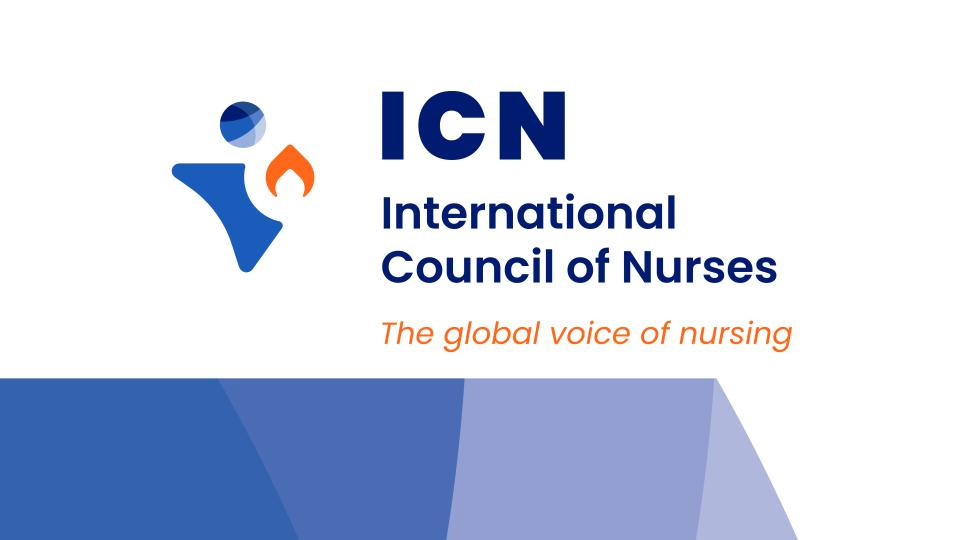 ICN
International
Council of Nurses
The global voice of nursing